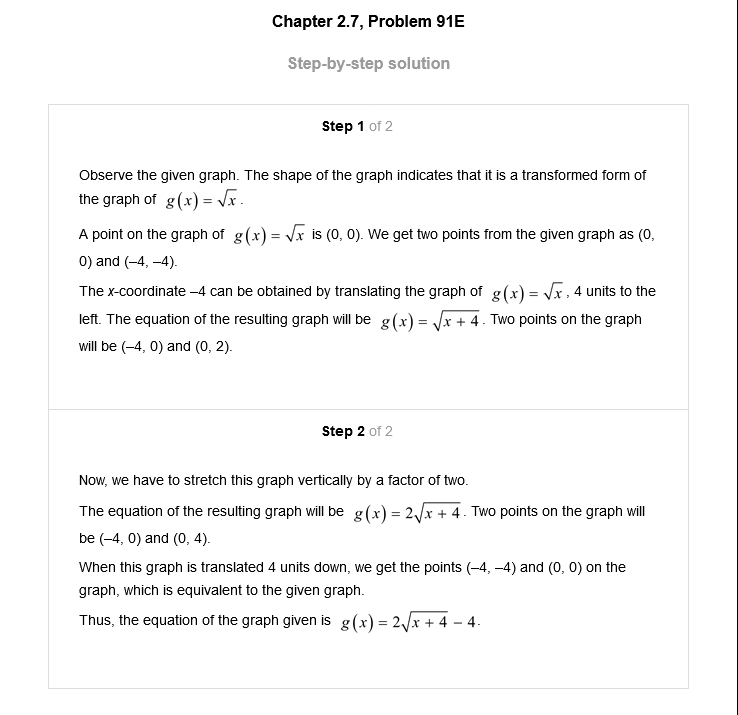 Chapter 2.7, Problem 91E
Step-by-step solution
Step 1 of 2
Observe the given graph. The shape of the graph indicates that it is a transformed form of
the graph of g(x) = √x .
A point on the graph of g(x) = √x is (0, 0). We get two points from the given graph as (0,
0) and (–4, –4).
The x-coordinate –4 can be obtained by translating the graph of g(x) = √x , 4 units to the
left. The equation of the resulting graph will be g(x) = √(x + 4) . Two points on the graph
will be (–4, 0) and (0, 2).
Step 2 of 2
Now, we have to stretch this graph vertically by a factor of two.
The equation of the resulting graph will be g(x) = 2√(x + 4) . Two points on the graph will
be (–4, 0) and (0, 4).
When this graph is translated 4 units down, we get the points (–4, –4) and (0, 0) on the
graph, which is equivalent to the given graph.
Thus, the equation of the graph given is g(x) = 2√(x + 4) – 4.